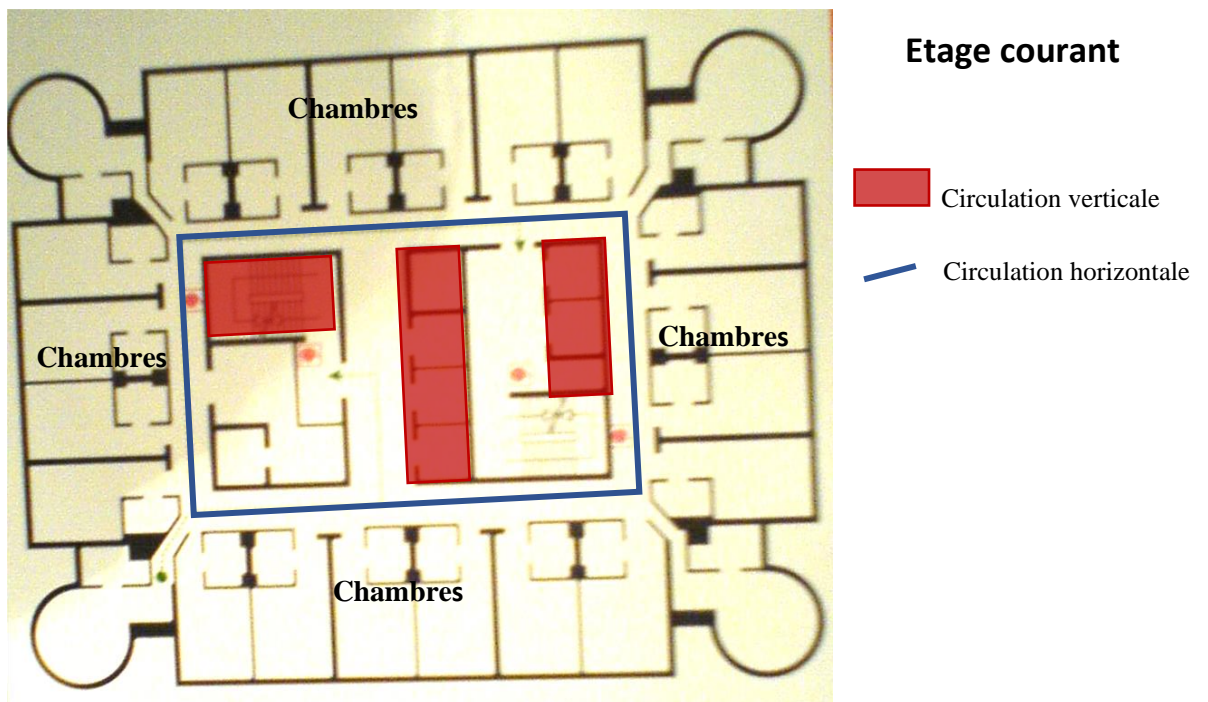 Etage courant
Chambres
Circulation verticale
Circulation horizontale
Chambres
Chambres
Chambres